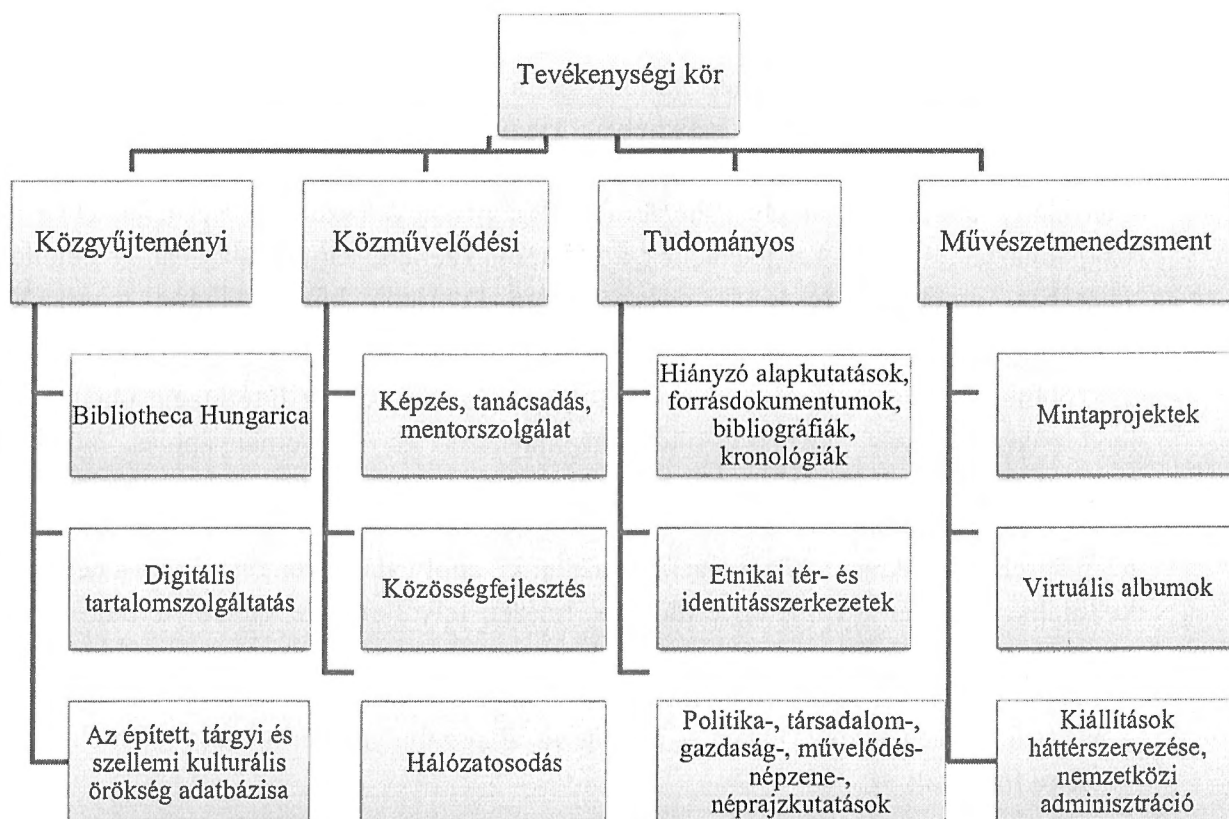 Tevékenységi kör
Közgyűjteményi
Közművelődési
Tudományos
Művészetmenedzsment
Bibliotheca Hungarica
Képzés, tanácsadás,
mentorszolgálat
Hiányzó alapkutatások,
forrásdokumentumok,
bibliográfiák,
kronológiák
Mintaprojektek
Digitális
tartalomszolgáltatás
Közösségfejlesztés
Etnikai tér- és
identitásszerkezetek
Virtuális albumok
Az épített, tárgyi és
szellemi kulturális
örökség adatbázisa
Hálózatosodás
Politika-, társadalom-,
gazdaság-, művelődés-
népzene-,
néprajzkutatások
Kiállítások
háttérszervezése,
nemzetközi
adminisztráció